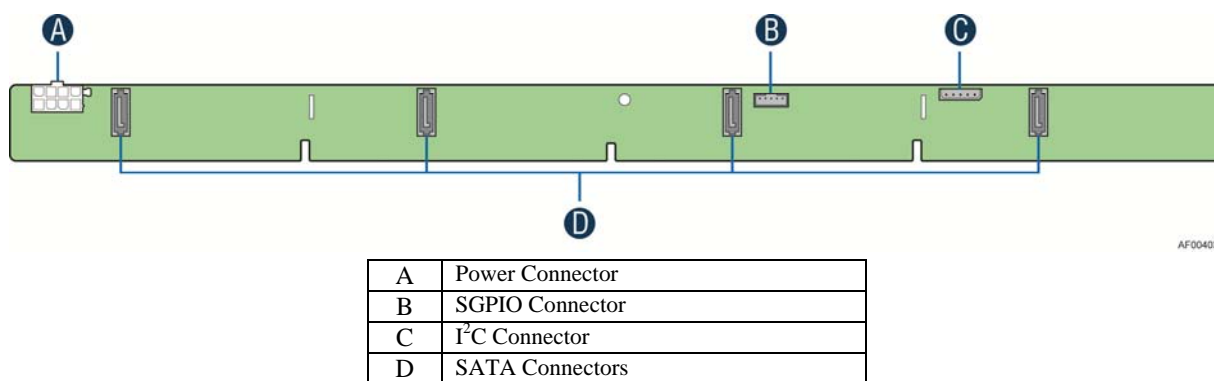 A
B
C
D
AF0040
A Power Connector
B SGPIO Connector
C I²C Connector
D SATA Connectors